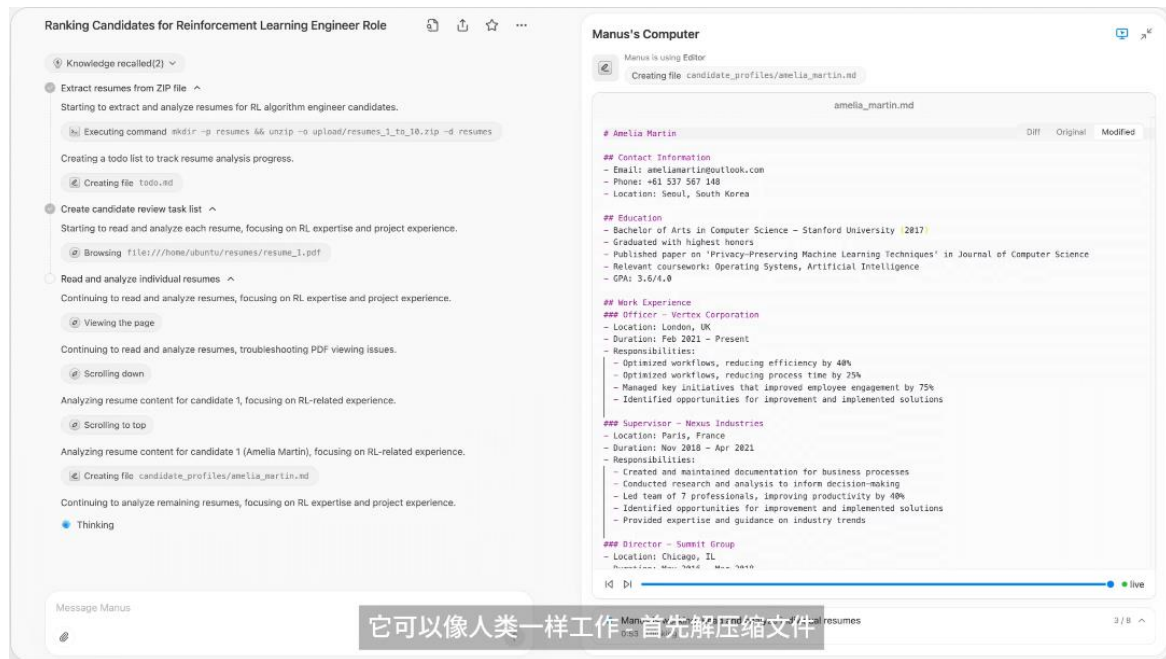 Ranking Candidates for Reinforcement Learning Engineer Role
Knowledge recalled(2)
Extract resumes from ZIP file
Starting to extract and analyze resumes for RL algorithm engineer candidates.
Executing command mkdir -p resumes && unzip -o upload/resumes_1_to_10.zip -d resumes
Creating a todo list to track resume analysis progress.
Creating file todo.md
Create candidate review task list
Starting to read and analyze each resume, focusing on RL expertise and project experience.
Browsing file:///home/ubuntu/resumes/resume_1.pdf
Read and analyze individual resumes
Continuing to read and analyze resumes, focusing on RL expertise and project experience.
Viewing the page
Continuing to read and analyze resumes, troubleshooting PDF viewing issues.
Scrolling down
Analyzing resume content for candidate 1, focusing on RL-related experience.
Scrolling to top
Analyzing resume content for candidate 1 (Amelia Martin), focusing on RL-related experience.
Creating file candidate_profiles/amelia_martin.md
Continuing to analyze remaining resumes, focusing on RL expertise and project experience.
Thinking
Message Manus
Manus's Computer
Manus is using Editor
Creating file candidate_profiles/amelia_martin.md
amelia_martin.md
Diff Original Modified
# Amelia Martin
## Contact Information
- Email: ameliamartin@outlook.com
- Phone: +61 537 567 148
- Location: Seoul, South Korea
## Education
- Bachelor of Arts in Computer Science - Stanford University (2017)
- Graduated with highest honors
- Published paper on 'Privacy-Preserving Machine Learning Techniques' in Journal of Computer Science
- Relevant coursework: Operating Systems, Artificial Intelligence
- GPA: 3.6/4.0
## Work Experience
### Officer - Vertex Corporation
- Location: London, UK
- Duration: Feb 2021 - Present
- Responsibilities:
- Optimized workflows, reducing efficiency by 40%
- Optimized workflows, reducing process time by 25%
- Managed key initiatives that improved employee engagement by 75%
- Identified opportunities for improvement and implemented solutions
### Supervisor - Nexus Industries
- Location: Paris, France
- Duration: Nov 2018 - Apr 2021
- Responsibilities:
- Created and maintained documentation for business processes
- Conducted research and analysis to inform decision-making
- Led team of 7 professionals, improving productivity by 40%
- Identified opportunities for improvement and implemented solutions
- Provided expertise and guidance on industry trends
### Director - Summit Group
- Location: Chicago, IL
live
resumes
3 / 8
它可以像人类一样工作 - 首先解压缩文件